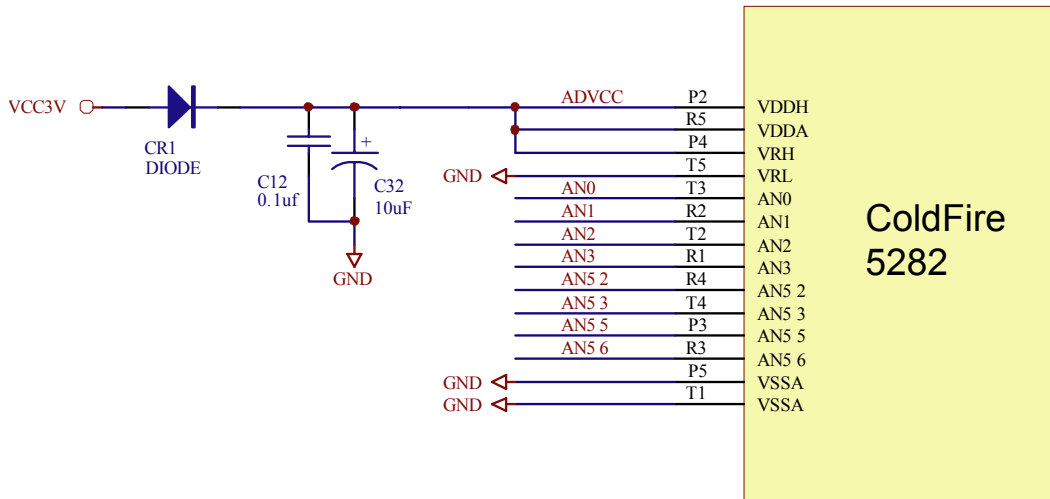 VCC3V
CR1
DIODE
C12
0.1uf
+
C32
10uF
GND
ADVCC P2 VDDH
R5 VDDA
P4 VRH
GND T5 VRL
AN0 T3 AN0
AN1 R2 AN1
AN2 T2 AN2
AN3 R1 AN3
AN5 2 R4 AN5 2
AN5 3 T4 AN5 3
AN5 5 P3 AN5 5
AN5 6 R3 AN5 6
GND P5 VSSA
GND T1 VSSA
ColdFire
5282